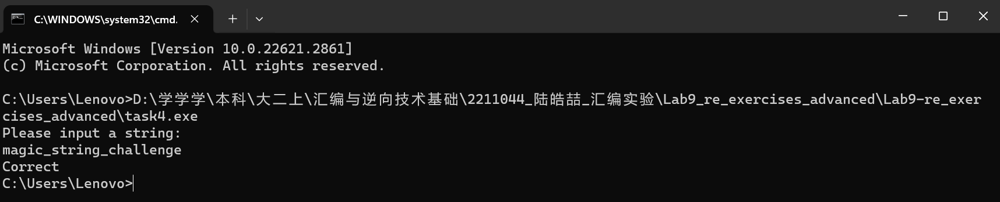 C:\WINDOWS\system32\cmd.
Microsoft Windows [Version 10.0.22621.2861]
(c) Microsoft Corporation. All rights reserved.
C:\Users\Lenovo>D:\学学学\本科\大二上\汇编与逆向技术基础\2211044_陆皓喆_汇编实验\Lab9_re_exercises_advanced\Lab9-re_exer
cises_advanced\task4.exe
Please input a string:
magic_string_challenge
Correct
C:\Users\Lenovo>